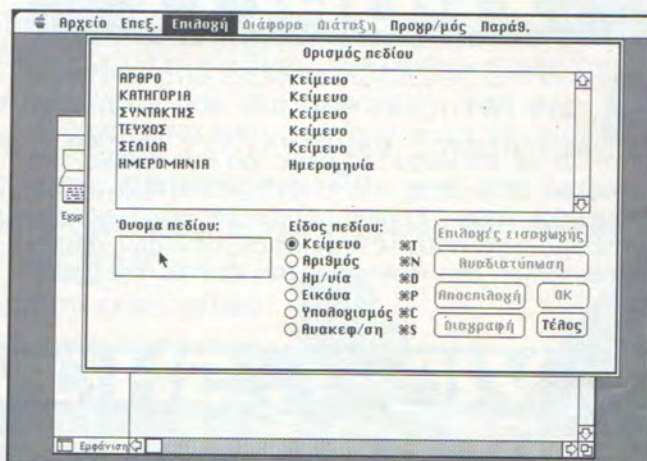 Αρχείο Επεξ. Επιλογή Διάφορα Διάταξη Προγρ/μός Παράθ.
Ορισμός πεδίου
ΑΡΘΡΟ Κείμενο
ΚΑΤΗΓΟΡΙΑ Κείμενο
ΣΥΝΤΑΚΤΗΣ Κείμενο
ΤΕΥΧΟΣ Κείμενο
ΣΕΛΙΔΑ Κείμενο
ΗΜΕΡΟΜΗΝΙΑ Ημερομηνία
Εγγρ
Όνομα πεδίου:
Είδος πεδίου:
Κείμενο ⌘T
Αριθμός ⌘N
Ημ/νία ⌘D
Εικόνα ⌘P
Υπολογισμός ⌘C
Ανακεφ/ση ⌘S
Επιλογές εισαγωγής
Αναδιατύπωση
Αποεπιλογή OK
Διαγραφή Τέλος
Εμφάνιση